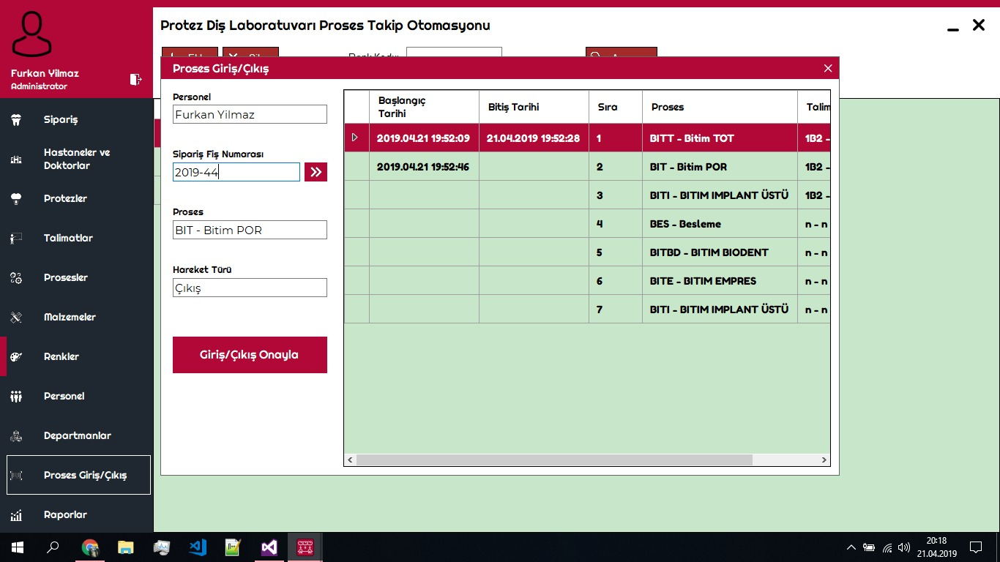 Protez Diş Laboratuvarı Proses Takip Otomasyonu
Furkan Yilmaz
Administrator
Sipariş
Hastaneler ve
Doktorlar
Protezler
Talimatlar
Prosesler
Malzemeler
Renkler
Personel
Departmanlar
Proses Giriş/Çıkış
Raporlar
Proses Giriş/Çıkış
Personel
Furkan Yilmaz
Sipariş Fiş Numarası
2019-44
Proses
BIT - Bitim POR
Hareket Türü
Çıkış
Giriş/Çıkış Onayla
Başlangıç Tarihi Bitiş Tarihi Sıra Proses Talim
2019.04.21 19:52:09 21.04.2019 19:52:28 1 BITT - Bitim TOT 1B2 -
2019.04.21 19:52:46 2 BIT - Bitim POR 1B2 -
3 BITI - BITIM IMPLANT ÜSTÜ 1B2 -
4 BES - Besleme n - n
5 BITBD - BITIM BIODENT n - n
6 BITE - BITIM EMPRES n - n
7 BITI - BITIM IMPLANT ÜSTÜ n - n
20:18
21.04.2019